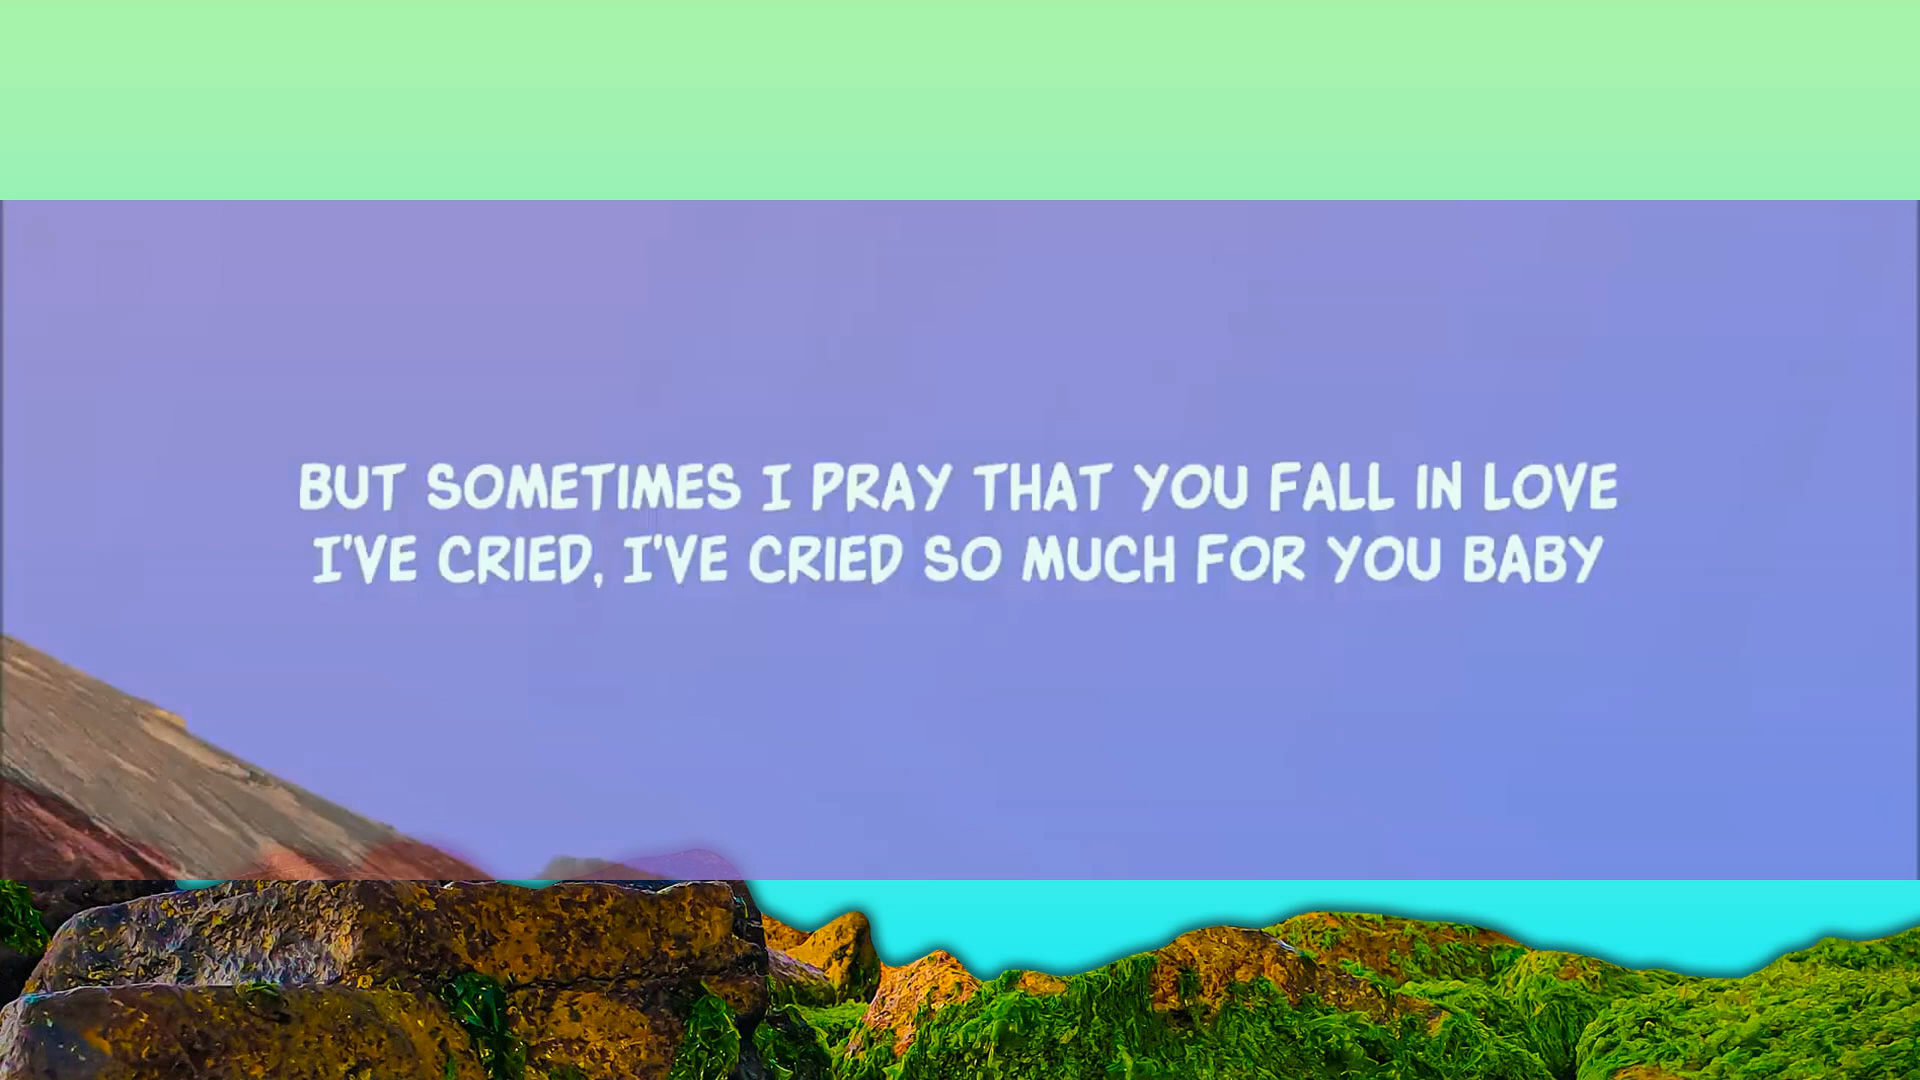 BUT SOMETIMES I PRAY THAT YOU FALL IN LOVE
I'VE CRIED, I'VE CRIED SO MUCH FOR YOU BABY